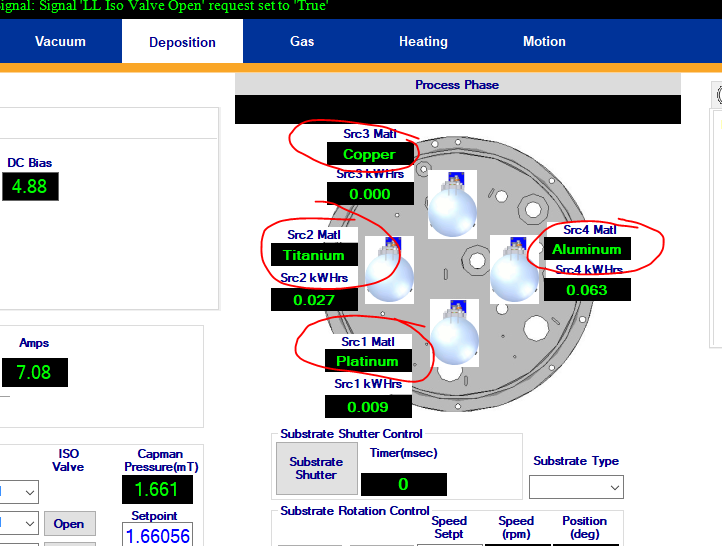 ignal: Signal 'LL Iso Valve Open' request set to 'True'
Vacuum Deposition Gas Heating Motion
Process Phase
DC Bias
4.88
Src3 Matl
Copper
Src3 kWHrs
0.000
Src2 Matl
Titanium
Src2 kWHrs
0.027
Src4 Matl
Aluminum
Src4 kWHrs
0.063
Amps
7.08
Src1 Matl
Platinum
Src1 kWHrs
0.009
ISO
Valve
Open
Capman
Pressure(mT)
1.661
Setpoint
1.66056
Substrate Shutter Control
Substrate
Shutter
Timer(msec)
0
Substrate Type
Substrate Rotation Control
Speed
Setpt
Speed
(rpm)
Position
(deg)